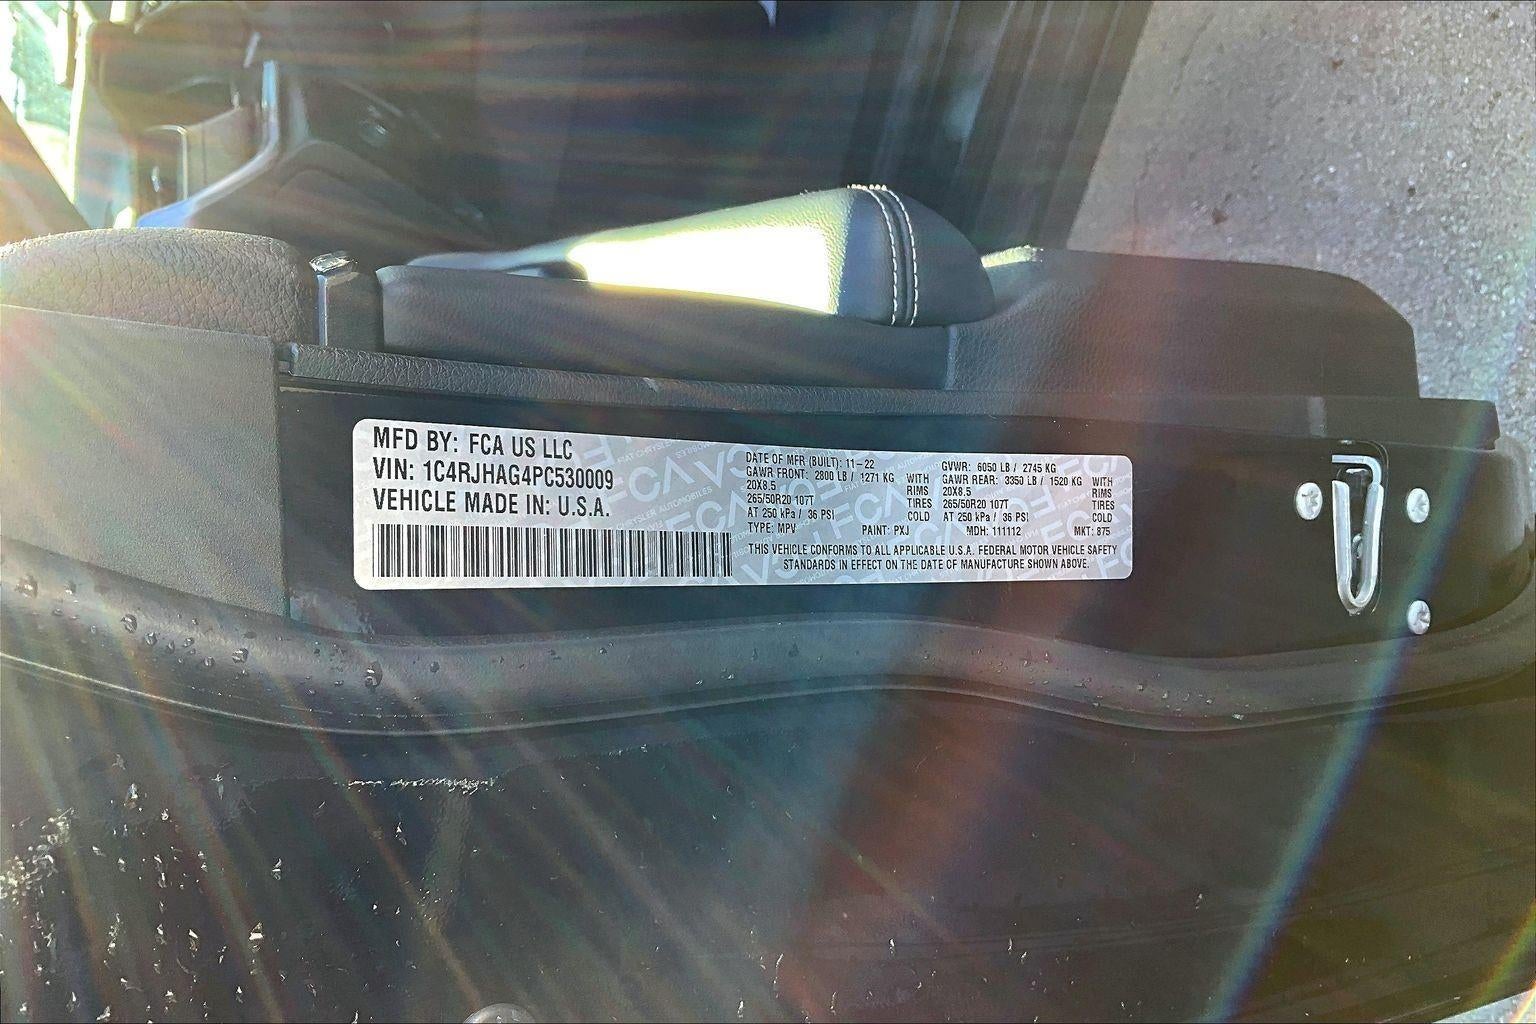 MFD BY: FCA US LLC
VIN: 1C4RJHAG4PC530009
VEHICLE MADE IN: U.S.A.
DATE OF MFR (BUILT): 11-22
GAWR FRONT: 2800 LB / 1271 KG WITH
20X8.5 RIMS
265/50R20 107T TIRES
AT 250 kPa / 36 PSI COLD
TYPE: MPV
GVWR: 6050 LB / 2745 KG
GAWR REAR: 3350 LB / 1520 KG WITH
20X8.5 RIMS
265/50R20 107T TIRES
AT 250 kPa / 36 PSI COLD
PAINT: PXJ MDH: 111112 MKT: 875
THIS VEHICLE CONFORMS TO ALL APPLICABLE U.S.A. FEDERAL MOTOR VEHICLE SAFETY
STANDARDS IN EFFECT ON THE DATE OF MANUFACTURE SHOWN ABOVE.